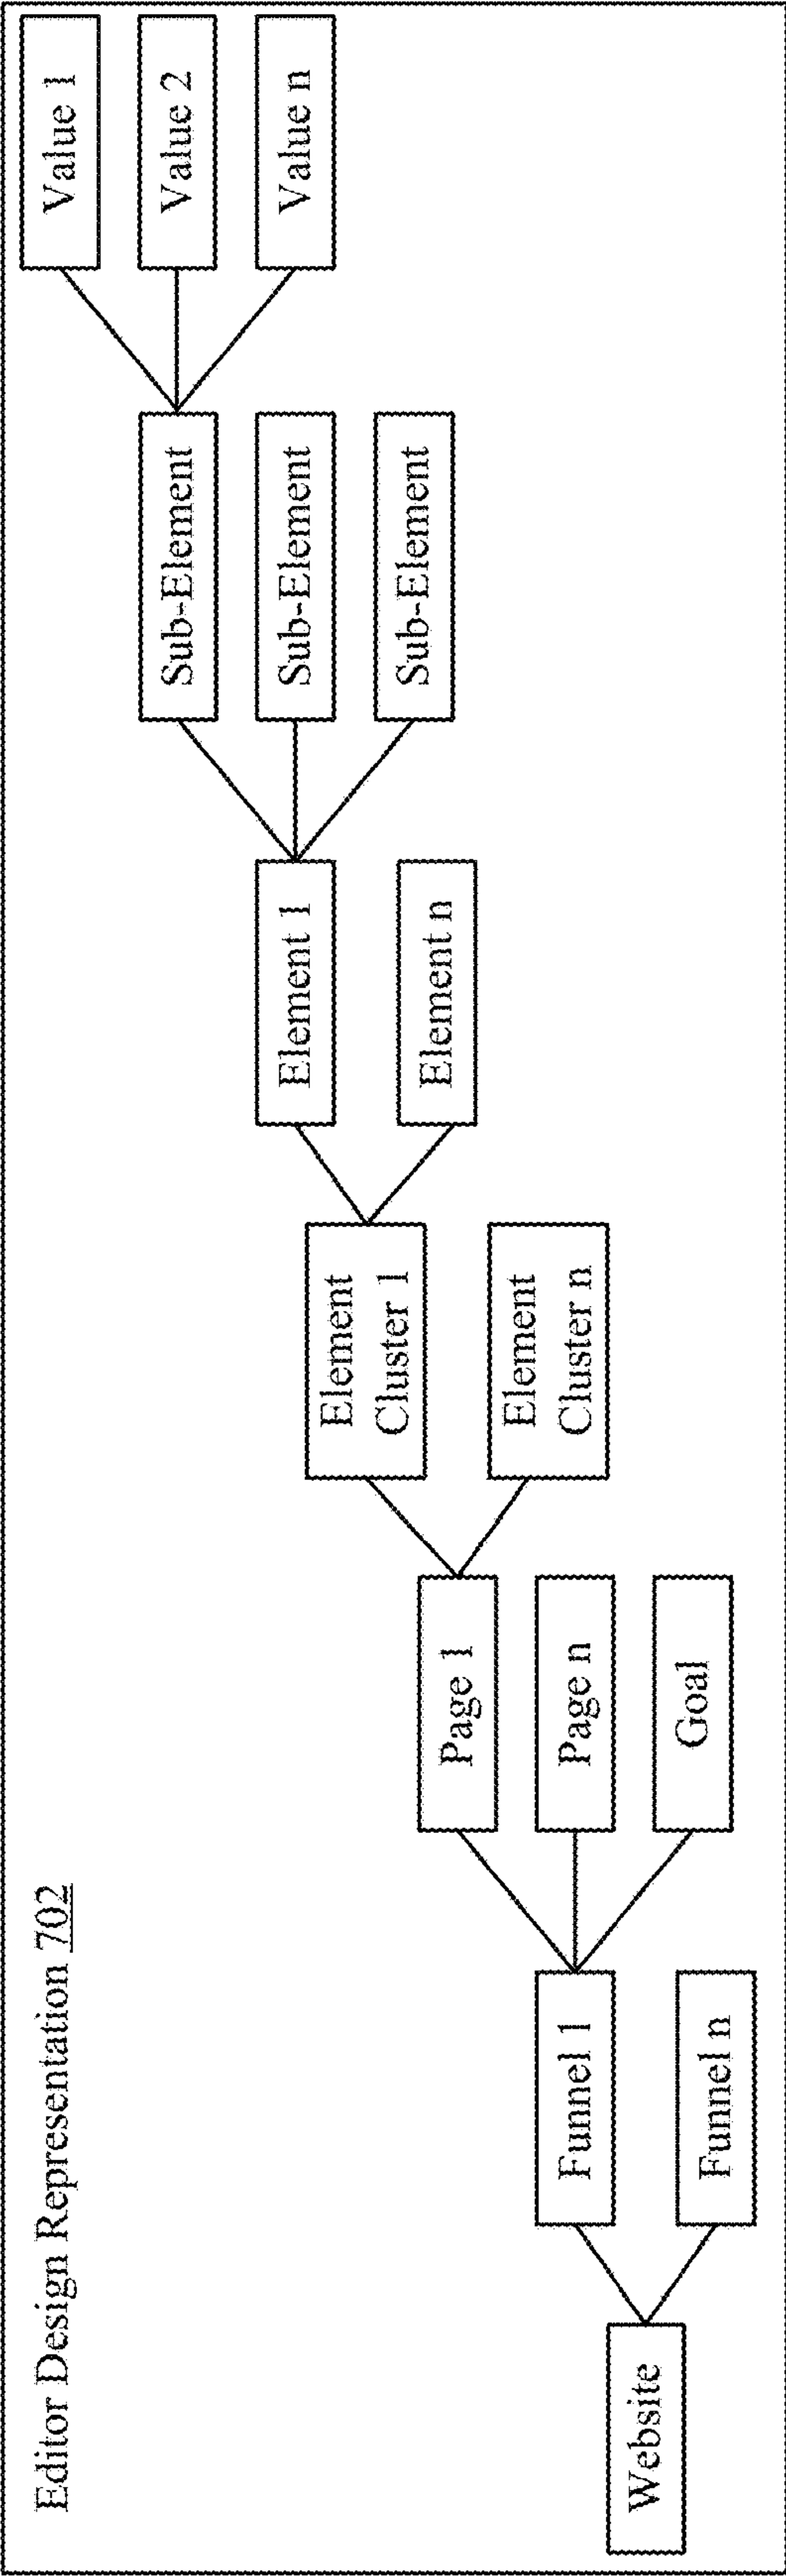 Editor Design Representation 702
Website
Funnel 1
Funnel n
Page 1
Page n
Goal
Element
Cluster 1
Element
Cluster n
Element 1
Element n
Sub-Element
Sub-Element
Sub-Element
Value 1
Value 2
Value n